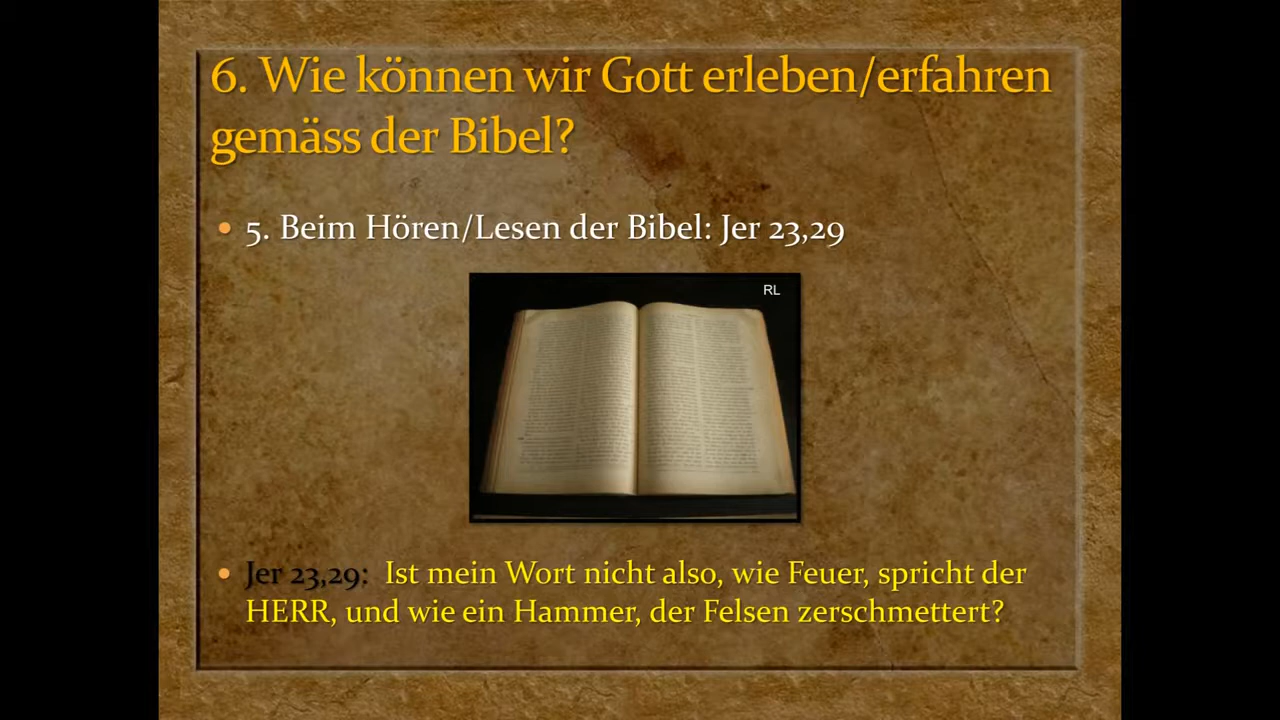 6. Wie können wir Gott erleben/erfahren
gemäss der Bibel?
5. Beim Hören/Lesen der Bibel: Jer 23,29
RL
Jer 23,29: Ist mein Wort nicht also, wie Feuer, spricht der
HERR, und wie ein Hammer, der Felsen zerschmettert?